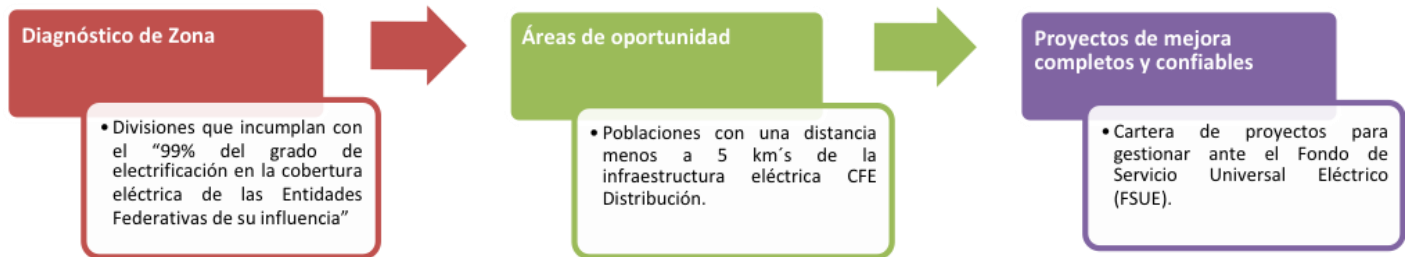 Diagnóstico de Zona
• Divisiones que incumplan con
el “99% del grado de
electrificación en la cobertura
eléctrica de las Entidades
Federativas de su influencia”
Áreas de oportunidad
• Poblaciones con una distancia
menos a 5 km´s de la
infraestructura eléctrica CFE
Distribución.
Proyectos de mejora
completos y confiables
• Cartera de proyectos para
gestionar ante el Fondo de
Servicio Universal Eléctrico
(FSUE).